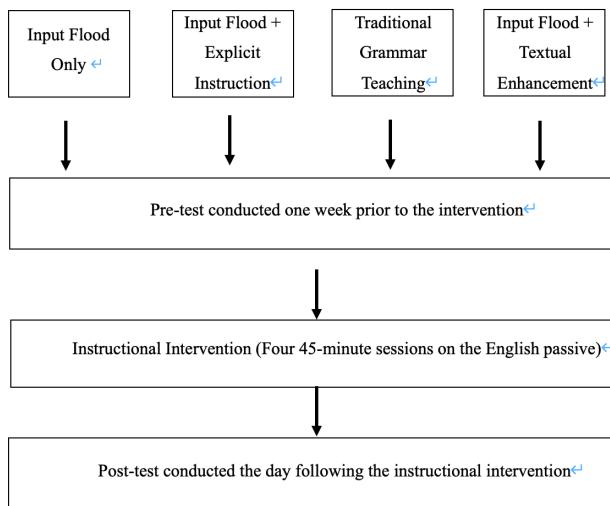 Input Flood
Only ↵
Input Flood +
Explicit
Instruction↵
Traditional
Grammar
Teaching ↵
Input Flood +
Textual
Enhancement↵
Pre-test conducted one week prior to the intervention↵
Instructional Intervention (Four 45-minute sessions on the English passive)↵
Post-test conducted the day following the instructional intervention↵